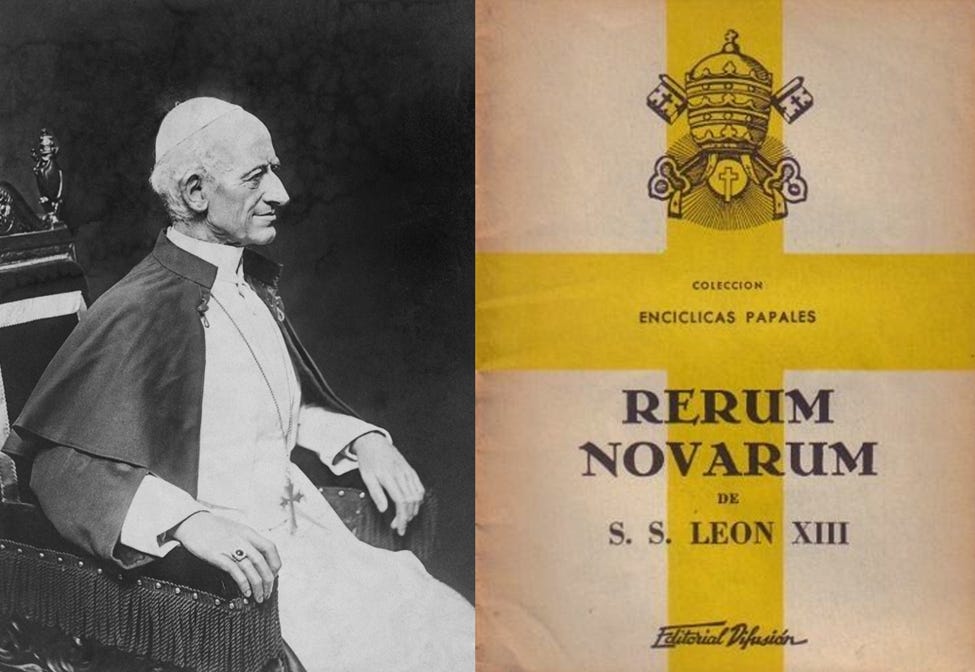 COLECCION
ENCICLICAS PAPALES
RERUM
NOVARUM
DE
S. S. LEON XIII
Editorial Difusión